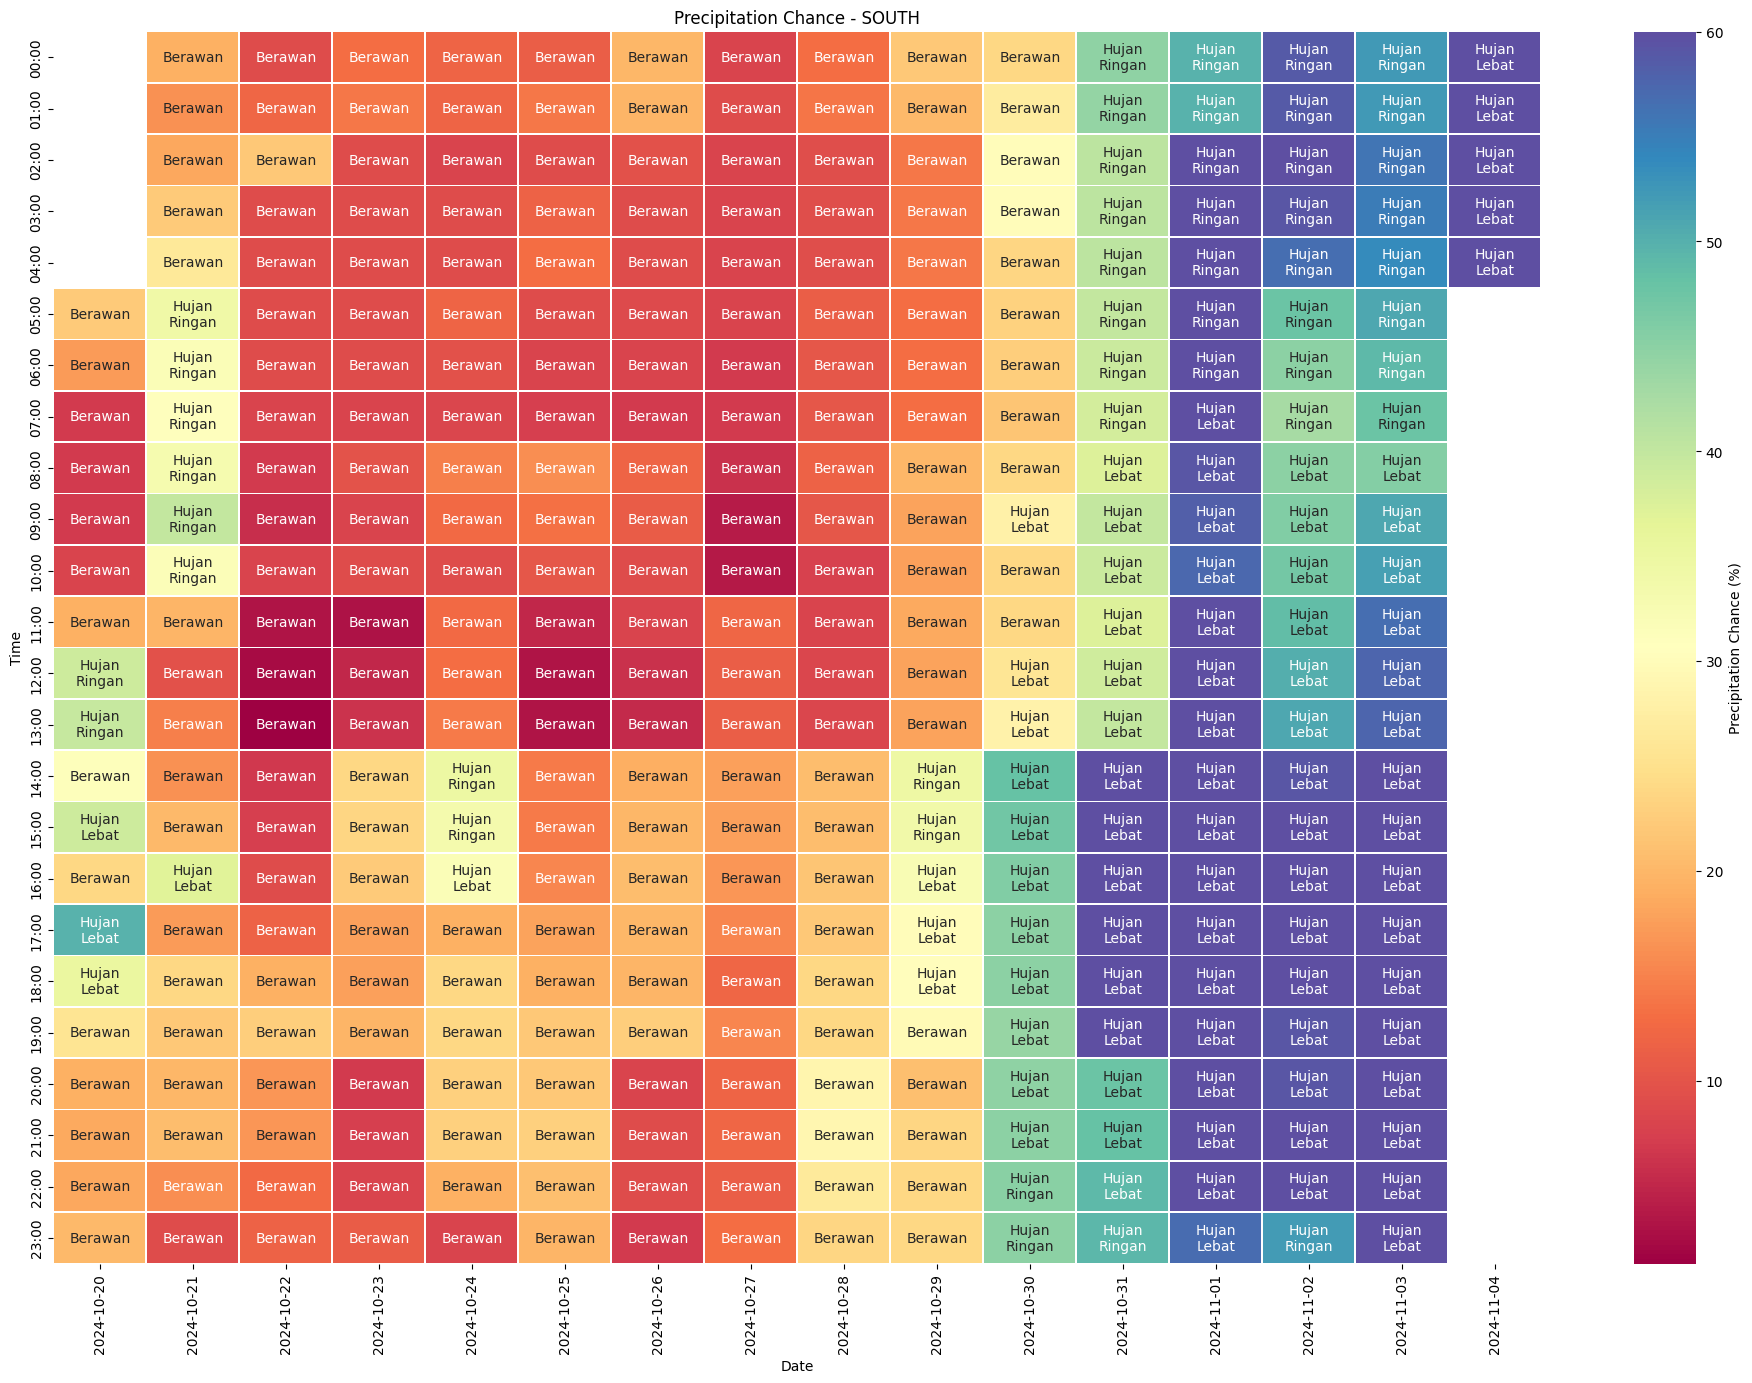 Precipitation Chance - SOUTH
00:00 Berawan Berawan Berawan Berawan Berawan Berawan Berawan Berawan Berawan Berawan Hujan Ringan Hujan Ringan Hujan Ringan Hujan Ringan Hujan Lebat
01:00 Berawan Berawan Berawan Berawan Berawan Berawan Berawan Berawan Berawan Berawan Hujan Ringan Hujan Ringan Hujan Ringan Hujan Ringan Hujan Lebat
02:00 Berawan Berawan Berawan Berawan Berawan Berawan Berawan Berawan Berawan Berawan Hujan Ringan Hujan Ringan Hujan Ringan Hujan Ringan Hujan Lebat
03:00 Berawan Berawan Berawan Berawan Berawan Berawan Berawan Berawan Berawan Berawan Hujan Ringan Hujan Ringan Hujan Ringan Hujan Ringan Hujan Lebat
04:00 Berawan Berawan Berawan Berawan Berawan Berawan Berawan Berawan Berawan Berawan Hujan Ringan Hujan Ringan Hujan Ringan Hujan Ringan Hujan Lebat
05:00 Berawan Hujan Ringan Berawan Berawan Berawan Berawan Berawan Berawan Berawan Berawan Berawan Hujan Ringan Hujan Ringan Hujan Ringan Hujan Ringan
06:00 Berawan Hujan Ringan Berawan Berawan Berawan Berawan Berawan Berawan Berawan Berawan Berawan Hujan Ringan Hujan Ringan Hujan Ringan Hujan Ringan
07:00 Berawan Hujan Ringan Berawan Berawan Berawan Berawan Berawan Berawan Berawan Berawan Berawan Hujan Ringan Hujan Lebat Hujan Ringan Hujan Ringan
08:00 Berawan Hujan Ringan Berawan Berawan Berawan Berawan Berawan Berawan Berawan Berawan Berawan Hujan Lebat Hujan Lebat Hujan Lebat Hujan Lebat
09:00 Berawan Hujan Ringan Berawan Berawan Berawan Berawan Berawan Berawan Berawan Berawan Hujan Lebat Hujan Lebat Hujan Lebat Hujan Lebat Hujan Lebat
10:00 Berawan Hujan Ringan Berawan Berawan Berawan Berawan Berawan Berawan Berawan Berawan Berawan Hujan Lebat Hujan Lebat Hujan Lebat Hujan Lebat
11:00 Berawan Berawan Berawan Berawan Berawan Berawan Berawan Berawan Berawan Berawan Berawan Hujan Lebat Hujan Lebat Hujan Lebat Hujan Lebat
12:00 Hujan Ringan Berawan Berawan Berawan Berawan Berawan Berawan Berawan Berawan Berawan Hujan Lebat Hujan Lebat Hujan Lebat Hujan Lebat Hujan Lebat
13:00 Hujan Ringan Berawan Berawan Berawan Berawan Berawan Berawan Berawan Berawan Berawan Hujan Lebat Hujan Lebat Hujan Lebat Hujan Lebat Hujan Lebat
14:00 Berawan Berawan Berawan Berawan Hujan Ringan Berawan Berawan Berawan Berawan Hujan Ringan Hujan Lebat Hujan Lebat Hujan Lebat Hujan Lebat Hujan Lebat
15:00 Hujan Lebat Berawan Berawan Berawan Hujan Ringan Berawan Berawan Berawan Berawan Hujan Ringan Hujan Lebat Hujan Lebat Hujan Lebat Hujan Lebat Hujan Lebat
16:00 Berawan Hujan Lebat Berawan Berawan Hujan Lebat Berawan Berawan Berawan Berawan Hujan Lebat Hujan Lebat Hujan Lebat Hujan Lebat Hujan Lebat Hujan Lebat
17:00 Hujan Lebat Berawan Berawan Berawan Berawan Berawan Berawan Berawan Berawan Hujan Lebat Hujan Lebat Hujan Lebat Hujan Lebat Hujan Lebat Hujan Lebat
18:00 Hujan Lebat Berawan Berawan Berawan Berawan Berawan Berawan Berawan Berawan Hujan Lebat Hujan Lebat Hujan Lebat Hujan Lebat Hujan Lebat Hujan Lebat
19:00 Berawan Berawan Berawan Berawan Berawan Berawan Berawan Berawan Berawan Berawan Hujan Lebat Hujan Lebat Hujan Lebat Hujan Lebat Hujan Lebat
20:00 Berawan Berawan Berawan Berawan Berawan Berawan Berawan Berawan Berawan Berawan Hujan Lebat Hujan Lebat Hujan Lebat Hujan Lebat Hujan Lebat
21:00 Berawan Berawan Berawan Berawan Berawan Berawan Berawan Berawan Berawan Berawan Hujan Lebat Hujan Lebat Hujan Lebat Hujan Lebat Hujan Lebat
22:00 Berawan Berawan Berawan Berawan Berawan Berawan Berawan Berawan Berawan Berawan Hujan Ringan Hujan Lebat Hujan Lebat Hujan Lebat Hujan Lebat
23:00 Berawan Berawan Berawan Berawan Berawan Berawan Berawan Berawan Berawan Berawan Hujan Ringan Hujan Ringan Hujan Lebat Hujan Ringan Hujan Lebat
Time
2024-10-20 2024-10-21 2024-10-22 2024-10-23 2024-10-24 2024-10-25 2024-10-26 2024-10-27 2024-10-28 2024-10-29 2024-10-30 2024-10-31 2024-11-01 2024-11-02 2024-11-03 2024-11-04
Date
60
50
40
30
20
10
Precipitation Chance (%)